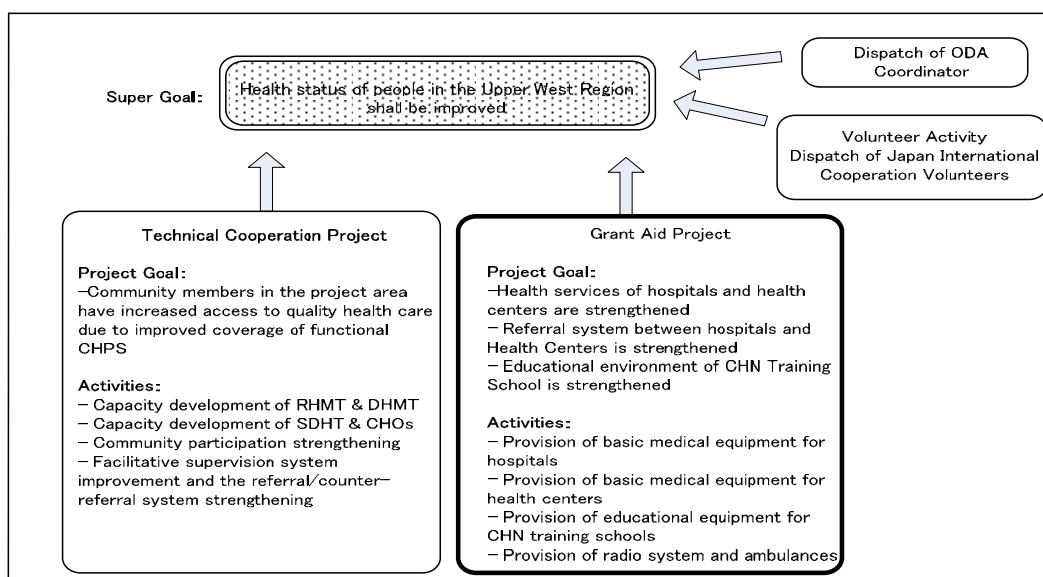 Super Goal:
Health status of people in the Upper West Region
shall be improved
Dispatch of ODA
Coordinator
Volunteer Activity
Dispatch of Japan International
Cooperation Volunteers
Technical Cooperation Project
Project Goal:
－Community members in the project area
have increased access to quality health care
due to improved coverage of functional
CHPS
Activities:
－ Capacity development of RHMT & DHMT
－ Capacity development of SDHT & CHOs
－ Community participation strengthening
－ Facilitative supervision system
improvement and the referral/counter－
referral system strengthening
Grant Aid Project
Project Goal:
－Health services of hospitals and health
centers are strengthened
－ Referral system between hospitals and
Health Centers is strengthened
－ Educational environment of CHN Training
School is strengthened
Activities:
－ Provision of basic medical equipment for
hospitals
－ Provision of basic medical equipment for
health centers
－ Provision of educational equipment for
CHN training schools
－ Provision of radio system and ambulances